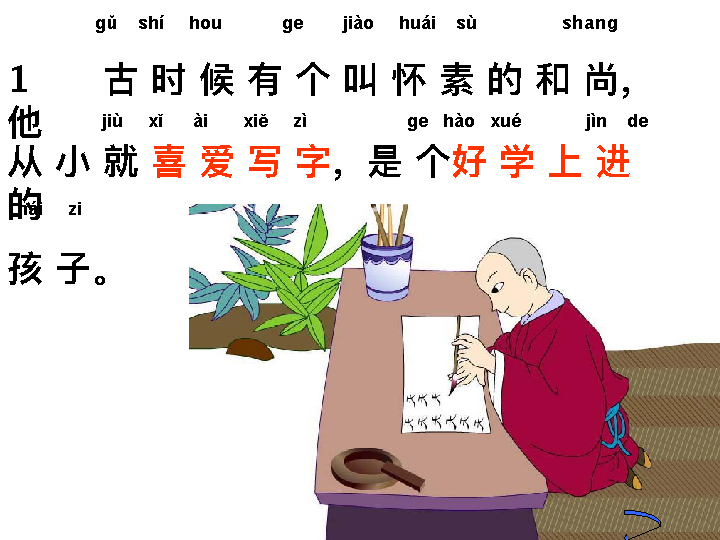 gǔ shí hou ge jiào huái sù shang
1 古时候有个叫怀素的和尚,
他
jiù xǐ ài xiě zì ge hào xué jìn de
从小就喜爱写字，是个好学上进
的
zi
孩子。